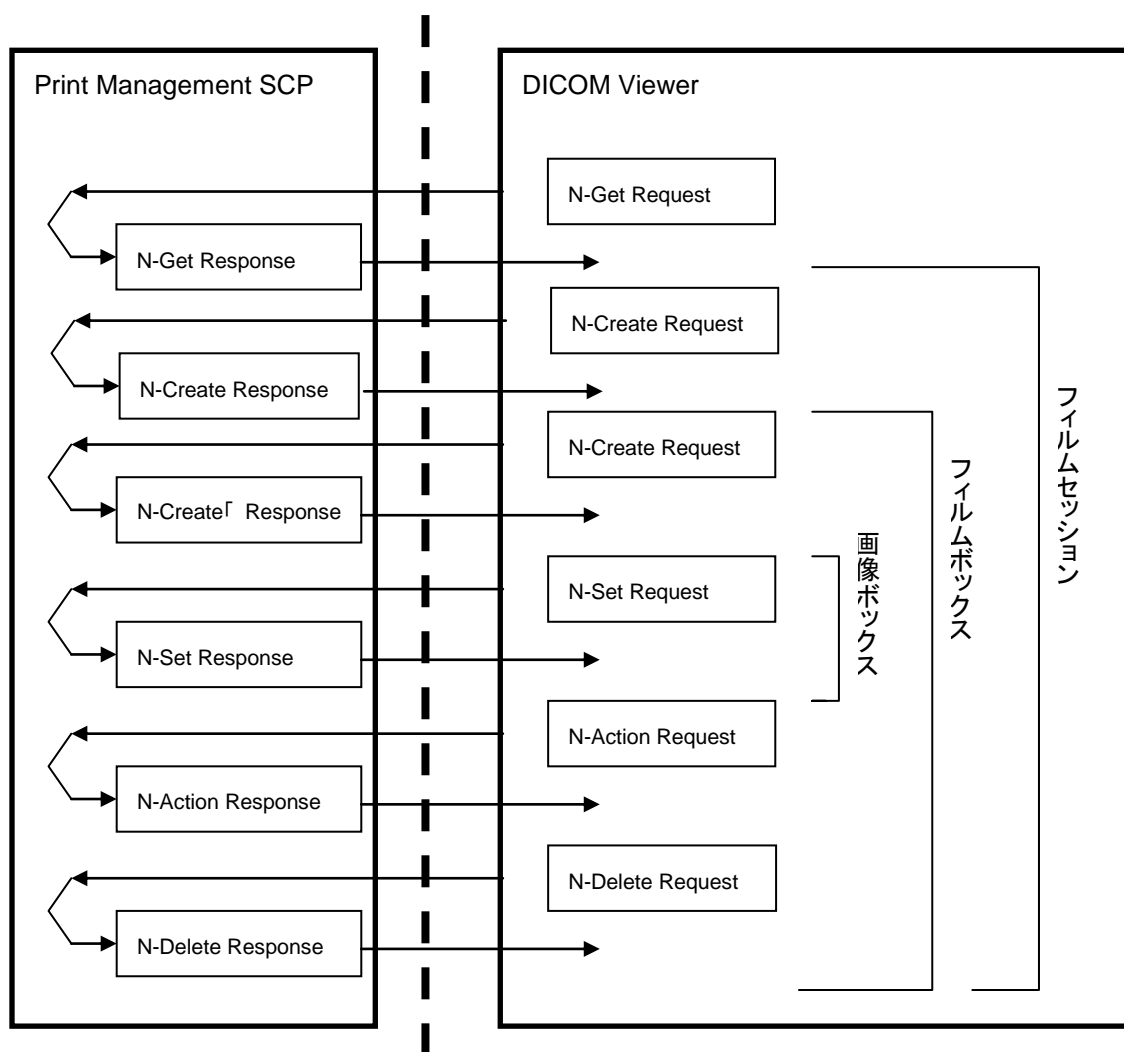 Print Management SCP
DICOM Viewer
N-Get Request
N-Get Response
N-Create Request
N-Create Response
N-Create Request
N-Create「 Response
N-Set Request
N-Set Response
N-Action Request
N-Action Response
N-Delete Request
N-Delete Response
画像ボックス
フィルムボックス
フィルムセッション